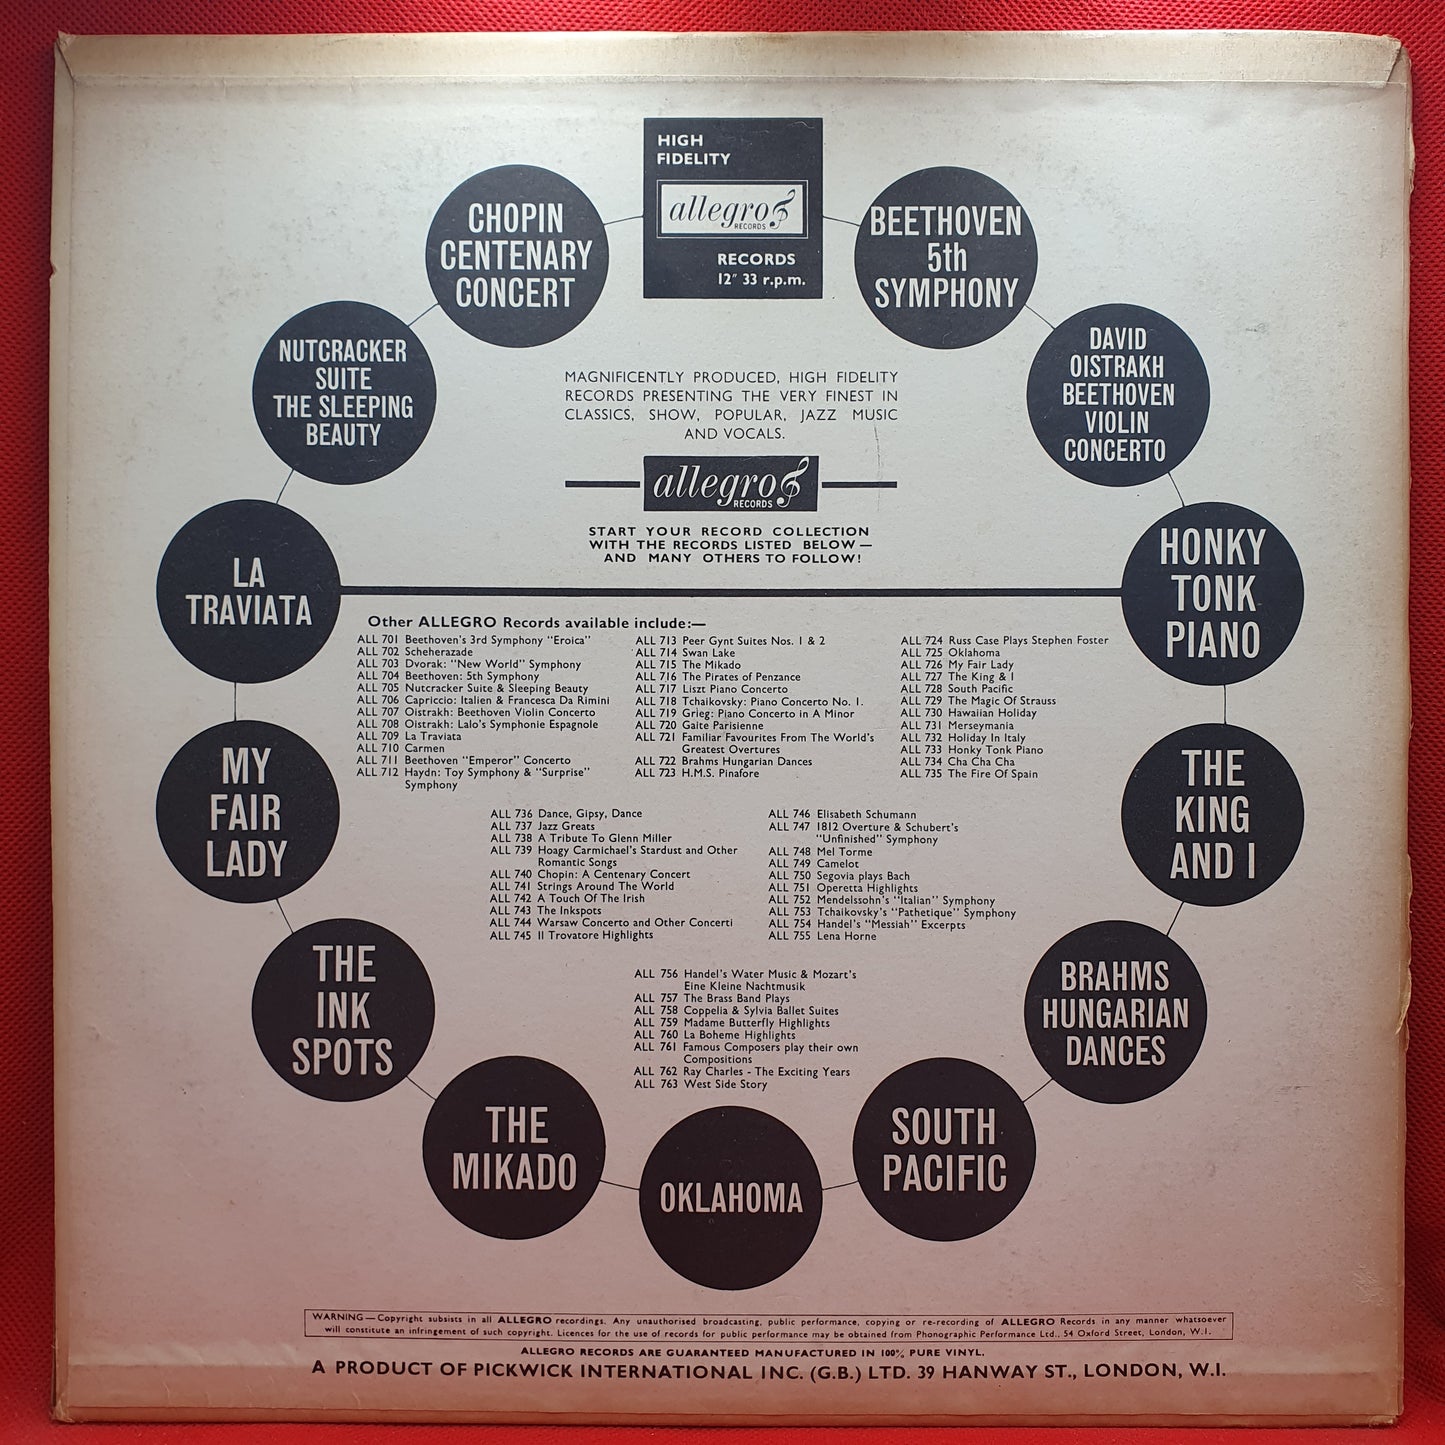 HIGH
FIDELITY
allegro
RECORDS
RECORDS
12" 33 r.p.m.
CHOPIN
CENTENARY
CONCERT
BEETHOVEN
5th
SYMPHONY
NUTCRACKER
SUITE
THE SLEEPING
BEAUTY
DAVID
OISTRAKH
BEETHOVEN
VIOLIN
CONCERTO
MAGNIFICENTLY PRODUCED, HIGH FIDELITY
RECORDS PRESENTING THE VERY FINEST IN
CLASSICS, SHOW, POPULAR, JAZZ MUSIC
AND VOCALS.
allegro
RECORDS
START YOUR RECORD COLLECTION
WITH THE RECORDS LISTED BELOW —
AND MANY OTHERS TO FOLLOW!
LA
TRAVIATA
HONKY
TONK
PIANO
Other ALLEGRO Records available include:—
ALL 701 Beethoven's 3rd Symphony "Eroica"
ALL 702 Scheherazade
ALL 703 Dvorak: "New World" Symphony
ALL 704 Beethoven: 5th Symphony
ALL 705 Nutcracker Suite & Sleeping Beauty
ALL 706 Capriccio: Italien & Francesca Da Rimini
ALL 707 Oistrakh: Beethoven Violin Concerto
ALL 708 Oistrakh: Lalo's Symphonie Espagnole
ALL 709 La Traviata
ALL 710 Carmen
ALL 711 Beethoven "Emperor" Concerto
ALL 712 Haydn: Toy Symphony & "Surprise"
Symphony
ALL 713 Peer Gynt Suites Nos. 1 & 2
ALL 714 Swan Lake
ALL 715 The Mikado
ALL 716 The Pirates of Penzance
ALL 717 Liszt Piano Concerto
ALL 718 Tchaikovsky: Piano Concerto No. 1.
ALL 719 Grieg: Piano Concerto in A Minor
ALL 720 Gaite Parisienne
ALL 721 Familiar Favourites From The World's
Greatest Overtures
ALL 722 Brahms Hungarian Dances
ALL 723 H.M.S. Pinafore
ALL 724 Russ Case Plays Stephen Foster
ALL 725 Oklahoma
ALL 726 My Fair Lady
ALL 727 The King & I
ALL 728 South Pacific
ALL 729 The Magic Of Strauss
ALL 730 Hawaiian Holiday
ALL 731 Merseymania
ALL 732 Holiday In Italy
ALL 733 Honky Tonk Piano
ALL 734 Cha Cha Cha
ALL 735 The Fire Of Spain
MY
FAIR
LADY
THE
KING
AND I
ALL 736 Dance, Gipsy, Dance
ALL 737 Jazz Greats
ALL 738 A Tribute To Glenn Miller
ALL 739 Hoagy Carmichael's Stardust and Other
Romantic Songs
ALL 740 Chopin: A Centenary Concert
ALL 741 Strings Around The World
ALL 742 A Touch Of The Irish
ALL 743 The Inkspots
ALL 744 Warsaw Concerto and Other Concerti
ALL 745 Il Trovatore Highlights
ALL 746 Elisabeth Schumann
ALL 747 1812 Overture & Schubert's
"Unfinished" Symphony
ALL 748 Mel Torme
ALL 749 Camelot
ALL 750 Segovia plays Bach
ALL 751 Operetta Highlights
ALL 752 Mendelssohn's "Italian" Symphony
ALL 753 Tchaikovsky's "Pathetique" Symphony
ALL 754 Handel's "Messiah" Excerpts
ALL 755 Lena Horne
THE
INK
SPOTS
BRAHMS
HUNGARIAN
DANCES
ALL 756 Handel's Water Music & Mozart's
Eine Kleine Nachtmusik
ALL 757 The Brass Band Plays
ALL 758 Coppelia & Sylvia Ballet Suites
ALL 759 Madame Butterfly Highlights
ALL 760 La Boheme Highlights
ALL 761 Famous Composers play their own
Compositions
ALL 762 Ray Charles - The Exciting Years
ALL 763 West Side Story
THE
MIKADO
OKLAHOMA
SOUTH
PACIFIC
WARNING — Copyright subsists in all ALLEGRO recordings. Any unauthorised broadcasting, public performance, copying or re-recording of ALLEGRO Records in any manner whatsoever
will constitute an infringement of such copyright. Licences for the use of records for public performance may be obtained from Phonographic Performance Ltd., 54 Oxford Street, London, W.I.
ALLEGRO RECORDS ARE GUARANTEED MANUFACTURED IN 100% PURE VINYL.
A PRODUCT OF PICKWICK INTERNATIONAL INC. (G.B.) LTD. 39 HANWAY ST., LONDON, W.I.